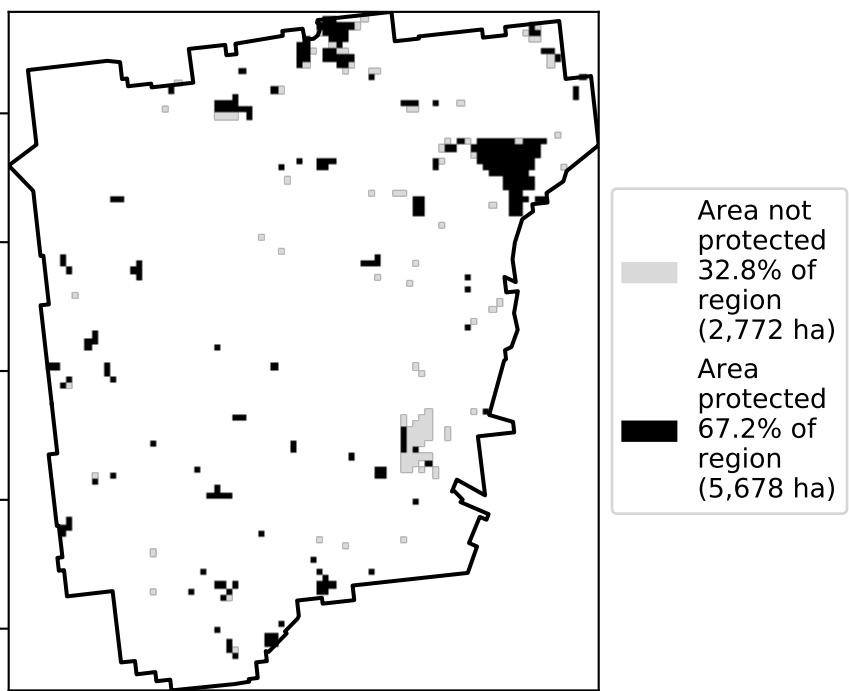 Area not
protected
32.8% of
region
(2,772 ha)
Area
protected
67.2% of
region
(5,678 ha)